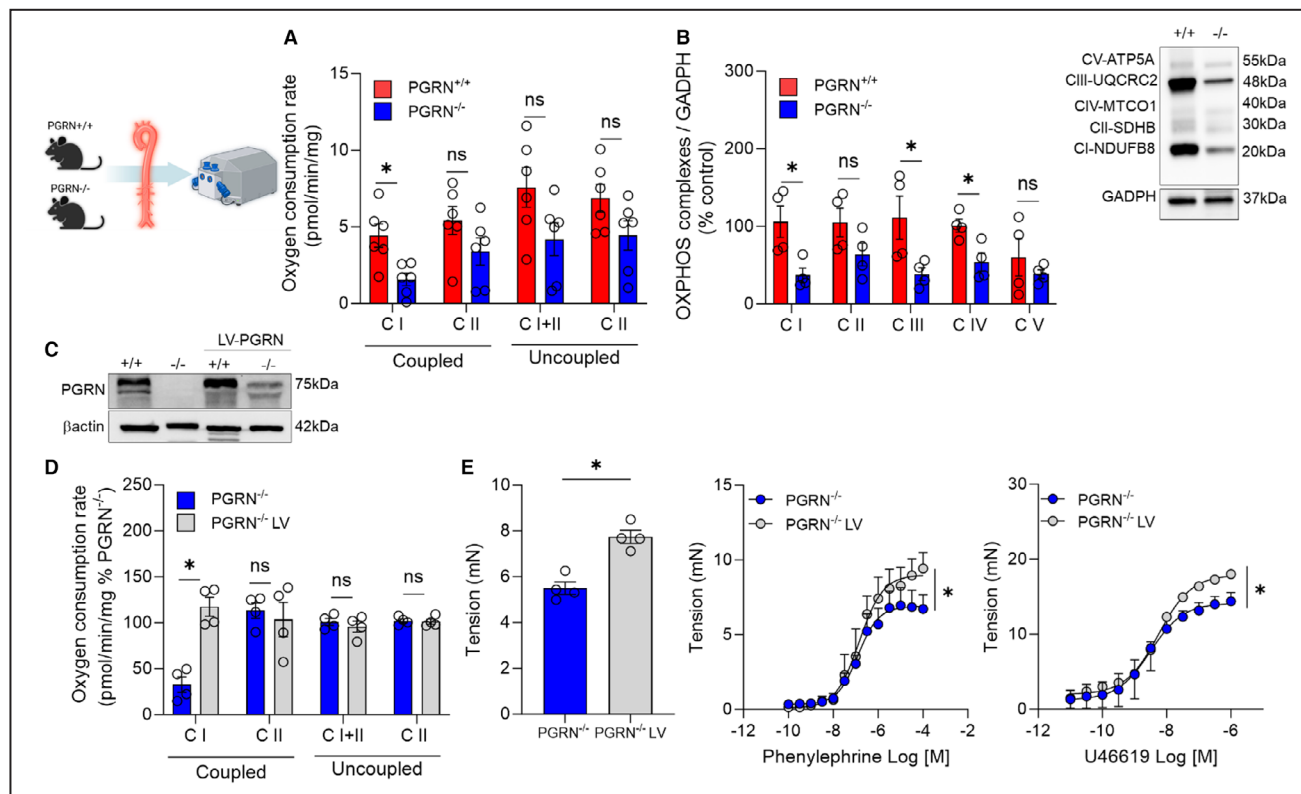 A
PGRN+/+
PGRN-/-
Oxygen consumption rate
(pmol/min/mg)
15
10
5
0
PGRN+/+
PGRN-/-
*
ns
ns
ns
C I
C II
C I+II
C II
Coupled
Uncoupled
B
OXPHOS complexes / GADPH
(% control)
300
200
100
0
PGRN+/+
PGRN-/-
*
ns
*
*
ns
C I
C II
C III
C IV
C V
+/+
-/-
CV-ATP5A
55kDa
CIII-UQCRC2
48kDa
CIV-MTCO1
40kDa
CII-SDHB
30kDa
CI-NDUFB8
20kDa
GADPH
37kDa
C
LV-PGRN
+/+
-/-
+/+
-/-
PGRN
75kDa
βactin
42kDa
D
Oxygen consumption rate
(pmol/min/mg % PGRN-/-)
250
200
150
100
50
0
PGRN-/-
PGRN-/- LV
*
ns
ns
ns
C I
C II
C I+II
C II
Coupled
Uncoupled
E
Tension (mN)
10
8
6
4
2
0
*
PGRN-/-
PGRN-/- LV
PGRN-/-
PGRN-/- LV
Tension (mN)
15
10
5
0
*
-12
-10
-8
-6
-4
-2
Phenylephrine Log [M]
PGRN-/-
PGRN-/- LV
Tension (mN)
30
20
10
0
*
-12
-10
-8
-6
U46619 Log [M]